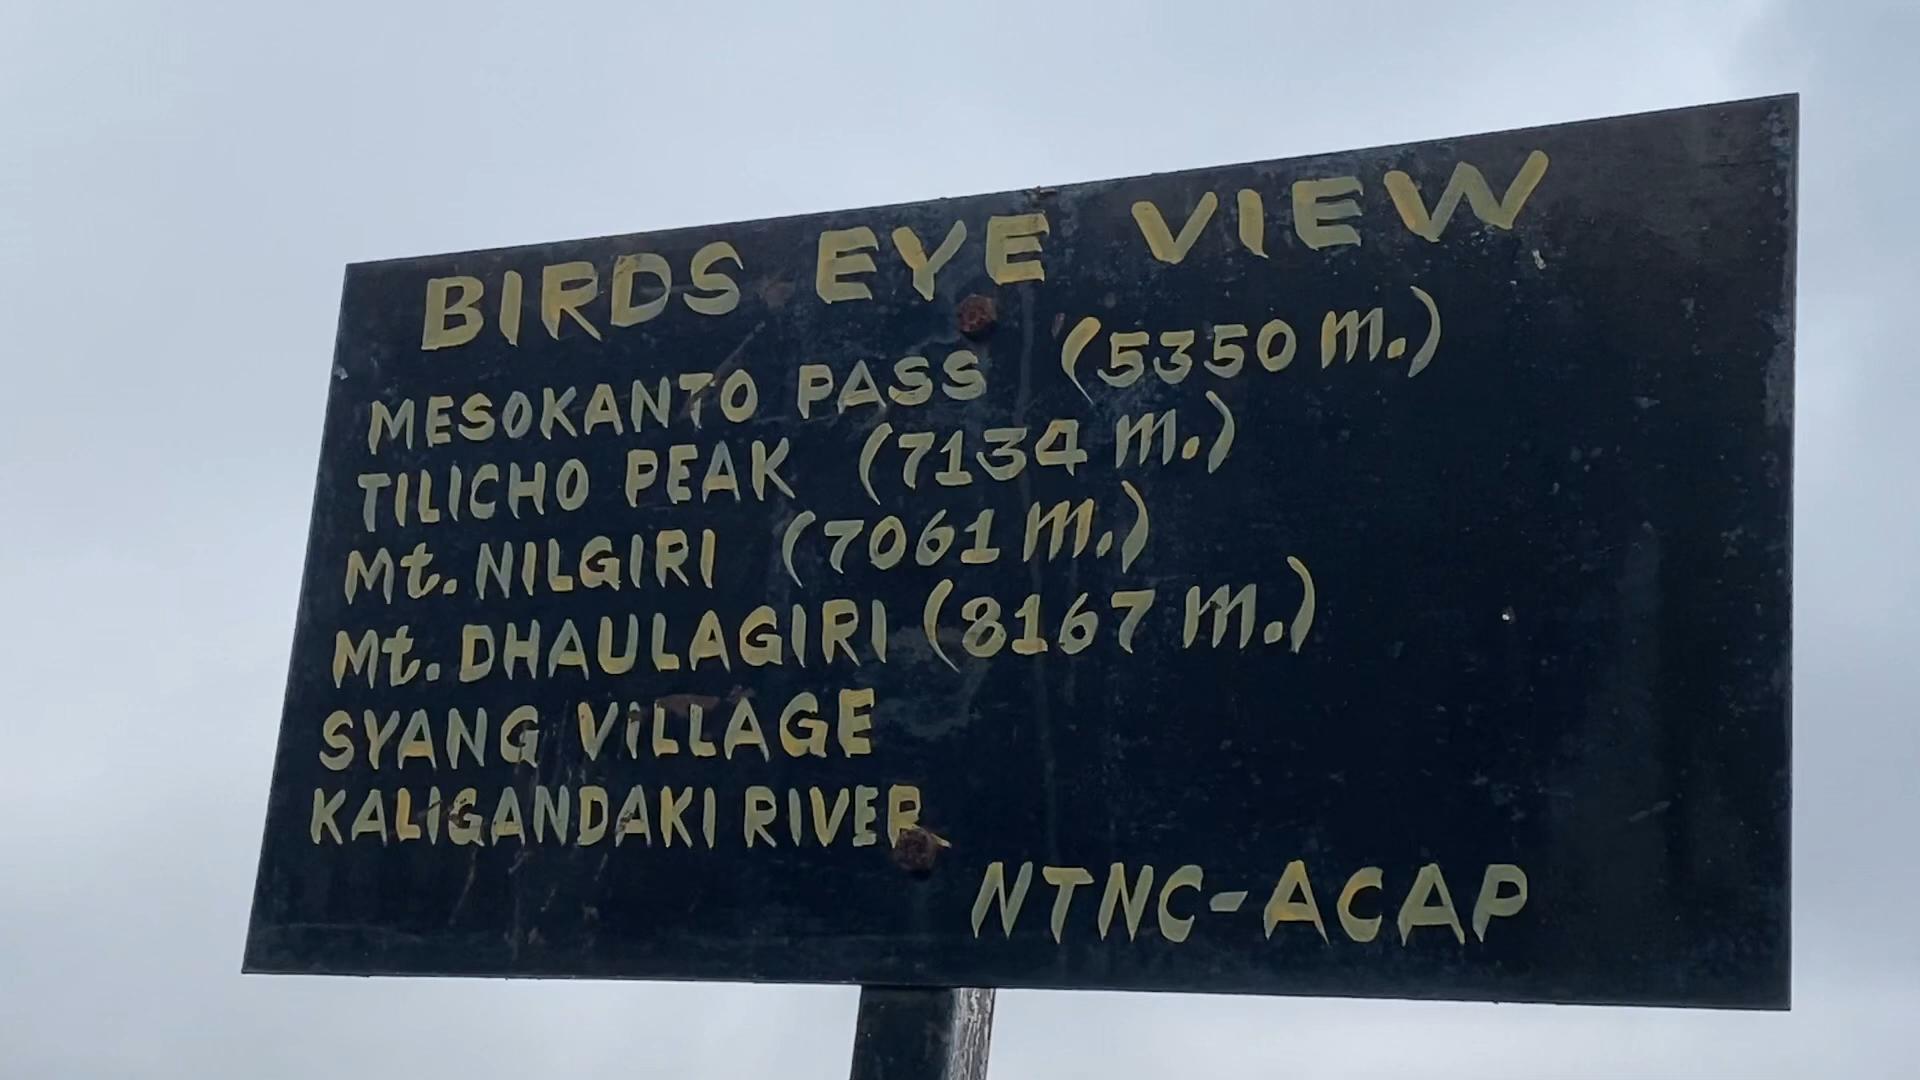 BIRDS EYE VIEW
MESOKANTO PASS (5350 m.)
TILICHO PEAK (7134 m.)
Mt. NILGIRI (7061 m.)
Mt. DHAULAGIRI (8167 m.)
SYANG VILLAGE
KALIGANDAKI RIVER
NTNC-ACAP